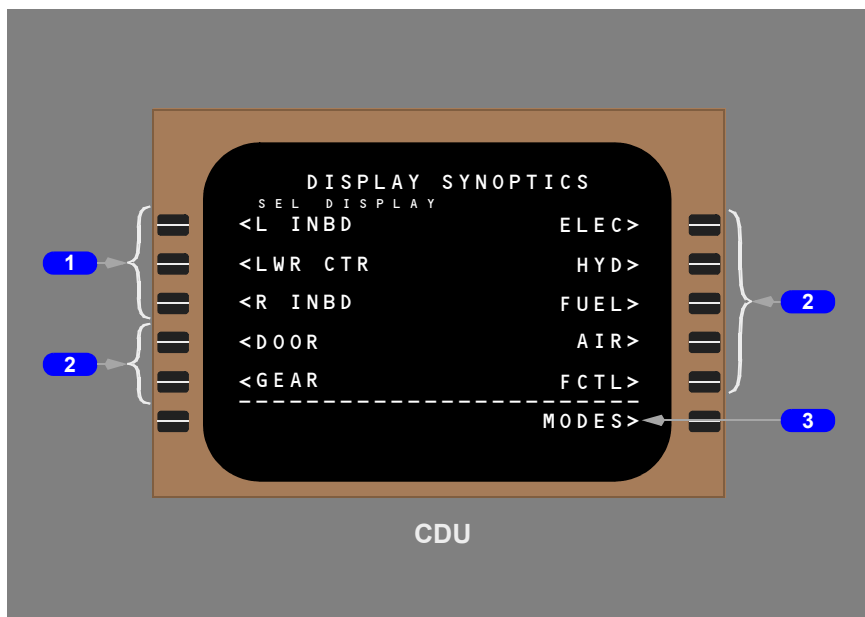 DISPLAY SYNOPTICS
SEL DISPLAY
<L INBD ELEC>
1
<LWR CTR HYD>
<R INBD FUEL>
2
<DOOR AIR>
2
<GEAR FCTL>
------------------------
MODES>
3
CDU